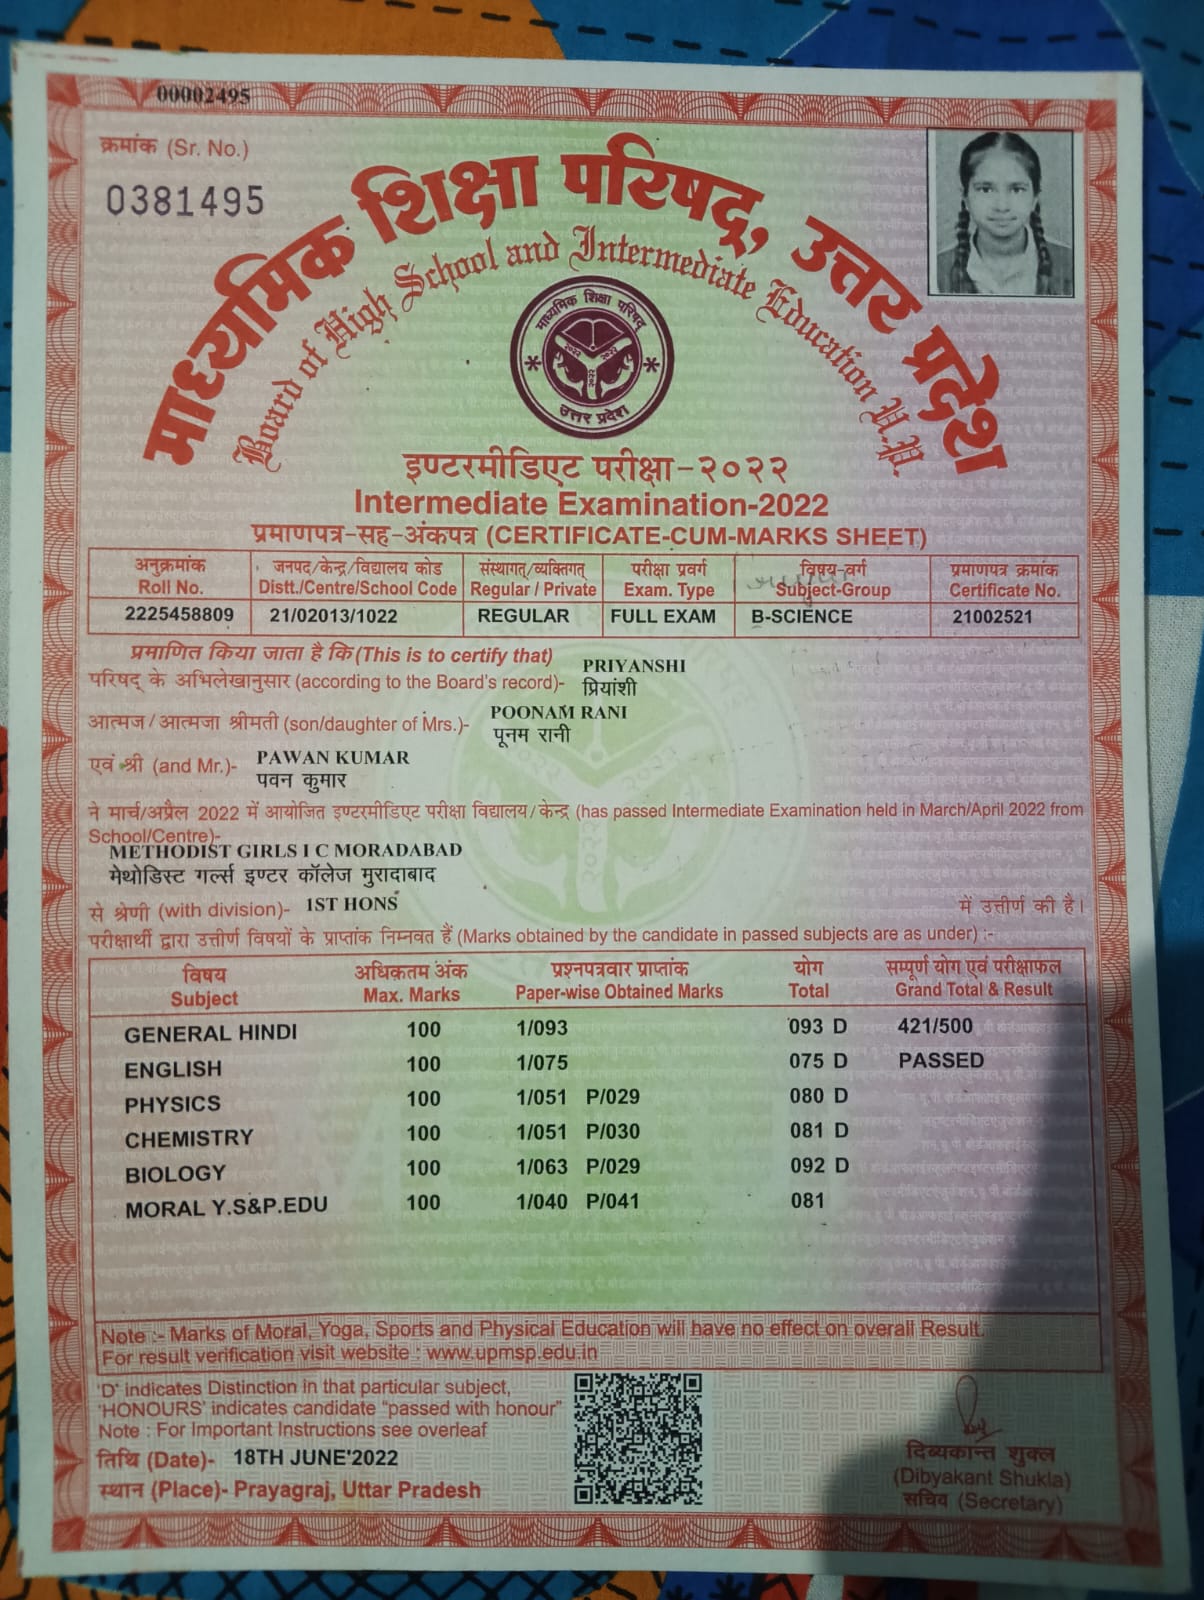 00002495
क्रमांक (Sr. No.)
0381495
माध्यमिक शिक्षा परिषद्, उत्तर प्रदेश
Board of High School and Intermediate Education U.P.
माध्यमिक शिक्षा परिषद्
२०२२ २०२२
२०२२
उत्तर प्रदेश
इण्टरमीडिएट परीक्षा-२०२२
Intermediate Examination-2022
प्रमाणपत्र-सह-अंकपत्र (CERTIFICATE-CUM-MARKS SHEET)
अनुक्रमांक जनपद/केन्द्र/विद्यालय कोड संस्थागत्/व्यक्तिगत् परीक्षा प्रवर्ग विषय-वर्ग प्रमाणपत्र क्रमांक
Roll No. Distt./Centre/School Code Regular / Private Exam. Type Subject-Group Certificate No.
2225458809 21/02013/1022 REGULAR FULL EXAM B-SCIENCE 21002521
प्रमाणित किया जाता है कि (This is to certify that) PRIYANSHI
परिषद् के अभिलेखानुसार (according to the Board's record)- प्रियांशी
आत्मज/आत्मजा श्रीमती (son/daughter of Mrs.)- POONAM RANI
पूनम रानी
एवं श्री (and Mr.)- PAWAN KUMAR
पवन कुमार
ने मार्च/अप्रैल 2022 में आयोजित इण्टरमीडिएट परीक्षा विद्यालय/केन्द्र (has passed Intermediate Examination held in March/April 2022 from
School/Centre)-
METHODIST GIRLS I C MORADABAD
मेथोडिस्ट गर्ल्स इण्टर कॉलेज मुरादाबाद
से श्रेणी (with division)- 1ST HONS में उत्तीर्ण की है।
परीक्षार्थी द्वारा उत्तीर्ण विषयों के प्राप्तांक निम्नवत हैं (Marks obtained by the candidate in passed subjects are as under) :-
विषय अधिकतम अंक प्रश्नपत्रवार प्राप्तांक योग सम्पूर्ण योग एवं परीक्षाफल
Subject Max. Marks Paper-wise Obtained Marks Total Grand Total & Result
GENERAL HINDI 100 1/093 093 D 421/500
ENGLISH 100 1/075 075 D PASSED
PHYSICS 100 1/051 P/029 080 D
CHEMISTRY 100 1/051 P/030 081 D
BIOLOGY 100 1/063 P/029 092 D
MORAL Y.S&P.EDU 100 1/040 P/041 081
Note :- Marks of Moral, Yoga, Sports and Physical Education will have no effect on overall Result.
For result verification visit website : www.upmsp.edu.in
'D' indicates Distinction in that particular subject,
'HONOURS' indicates candidate "passed with honour"
Note : For Important Instructions see overleaf
तिथि (Date)- 18TH JUNE'2022
स्थान (Place)- Prayagraj, Uttar Pradesh
दिव्यकान्त शुक्ल
(Dibyakant Shukla)
सचिव (Secretary)